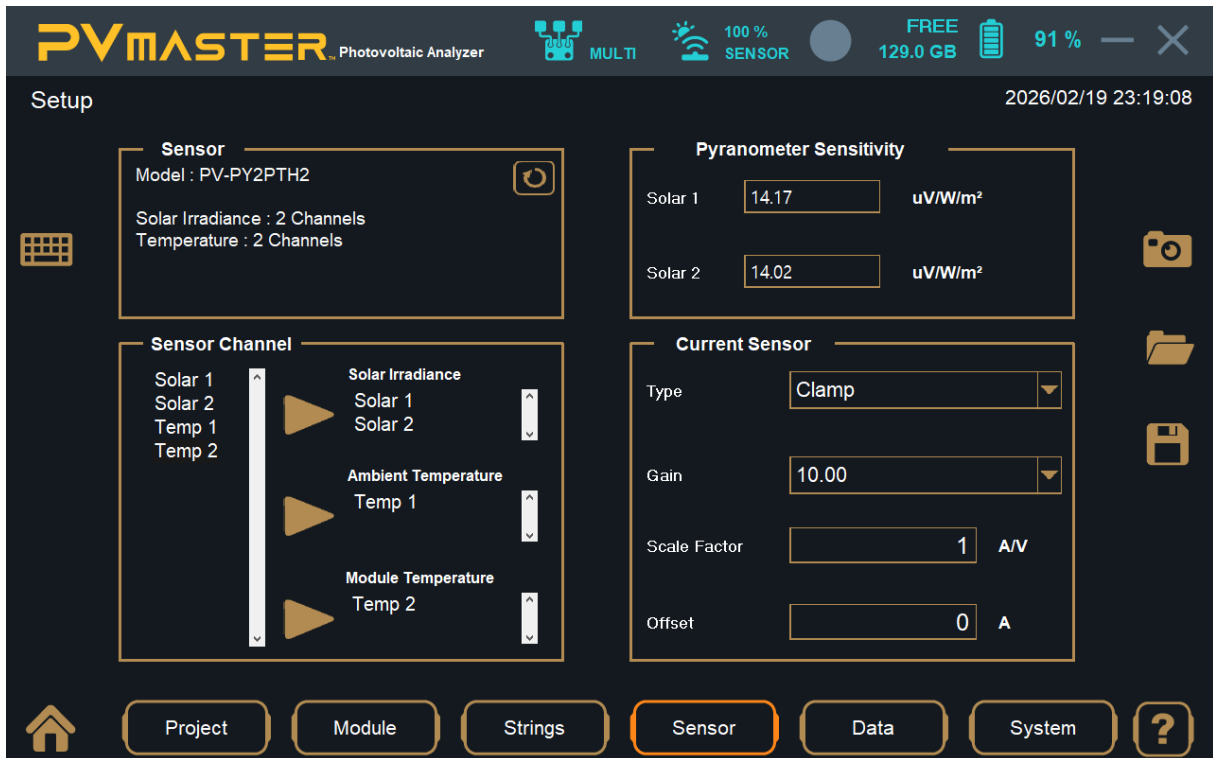 PVMASTER™ Photovoltaic Analyzer
MULTI
100 %
SENSOR
FREE
129.0 GB
91 %
Setup
2026/02/19 23:19:08
Sensor
Model : PV-PY2PTH2
Solar Irradiance : 2 Channels
Temperature : 2 Channels
Pyranometer Sensitivity
Solar 1 14.17 uV/W/m²
Solar 2 14.02 uV/W/m²
Sensor Channel
Solar 1
Solar 2
Temp 1
Temp 2
Solar Irradiance
Solar 1
Solar 2
Ambient Temperature
Temp 1
Module Temperature
Temp 2
Current Sensor
Type Clamp
Gain 10.00
Scale Factor 1 A/V
Offset 0 A
Project Module Strings Sensor Data System ?